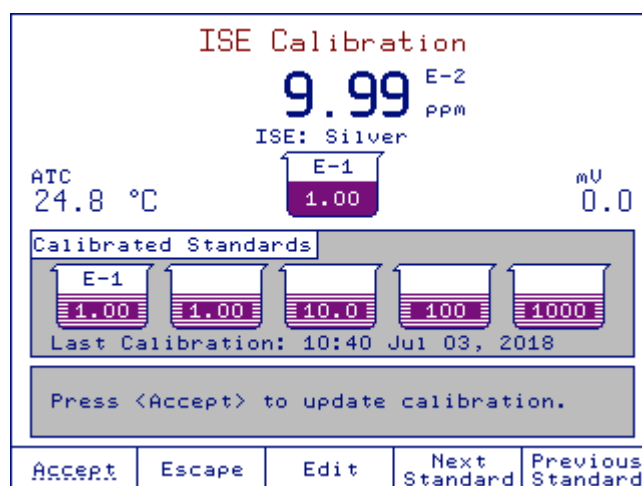 ISE Calibration
9.99 E-2 ppm
ISE: Silver
ATC
24.8 °C
E-1
1.00
mV
0.0
Calibrated Standards
E-1
1.00 1.00 10.0 100 1000
Last Calibration: 10:40 Jul 03, 2018
Press <Accept> to update calibration.
Accept Escape Edit Next Standard Previous Standard